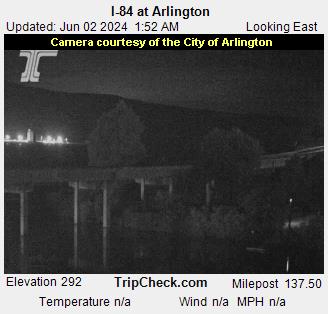 I-84 at Arlington
Updated: Jun 02 2024 1:52 AM Looking East
Camera courtesy of the City of Arlington
Elevation 292 TripCheck.com Milepost 137.50
Temperature n/a Wind n/a MPH n/a